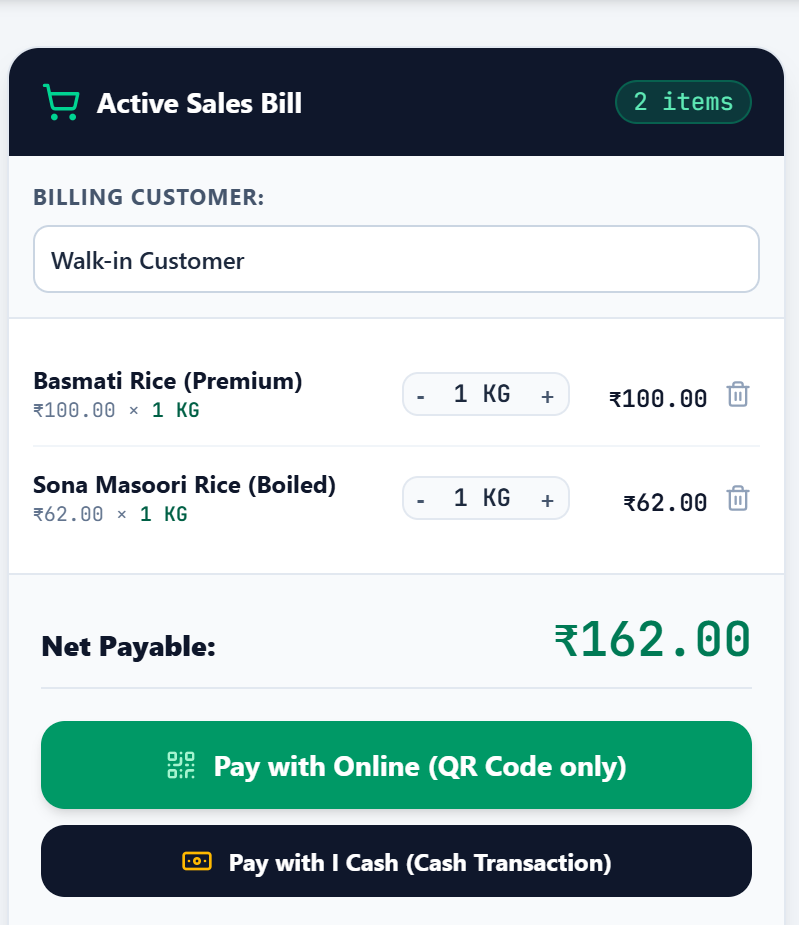 Active Sales Bill
2 items
BILLING CUSTOMER:
Walk-in Customer
Basmati Rice (Premium)
₹100.00 × 1 KG
- 1 KG +
₹100.00
Sona Masoori Rice (Boiled)
₹62.00 × 1 KG
- 1 KG +
₹62.00
Net Payable:
₹162.00
Pay with Online (QR Code only)
Pay with I Cash (Cash Transaction)